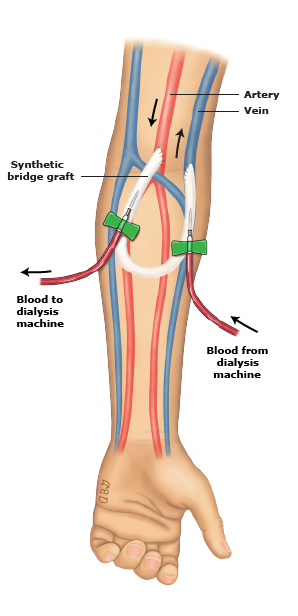 Artery
Vein
Synthetic
bridge graft
Blood to
dialysis
machine
Blood from
dialysis
machine